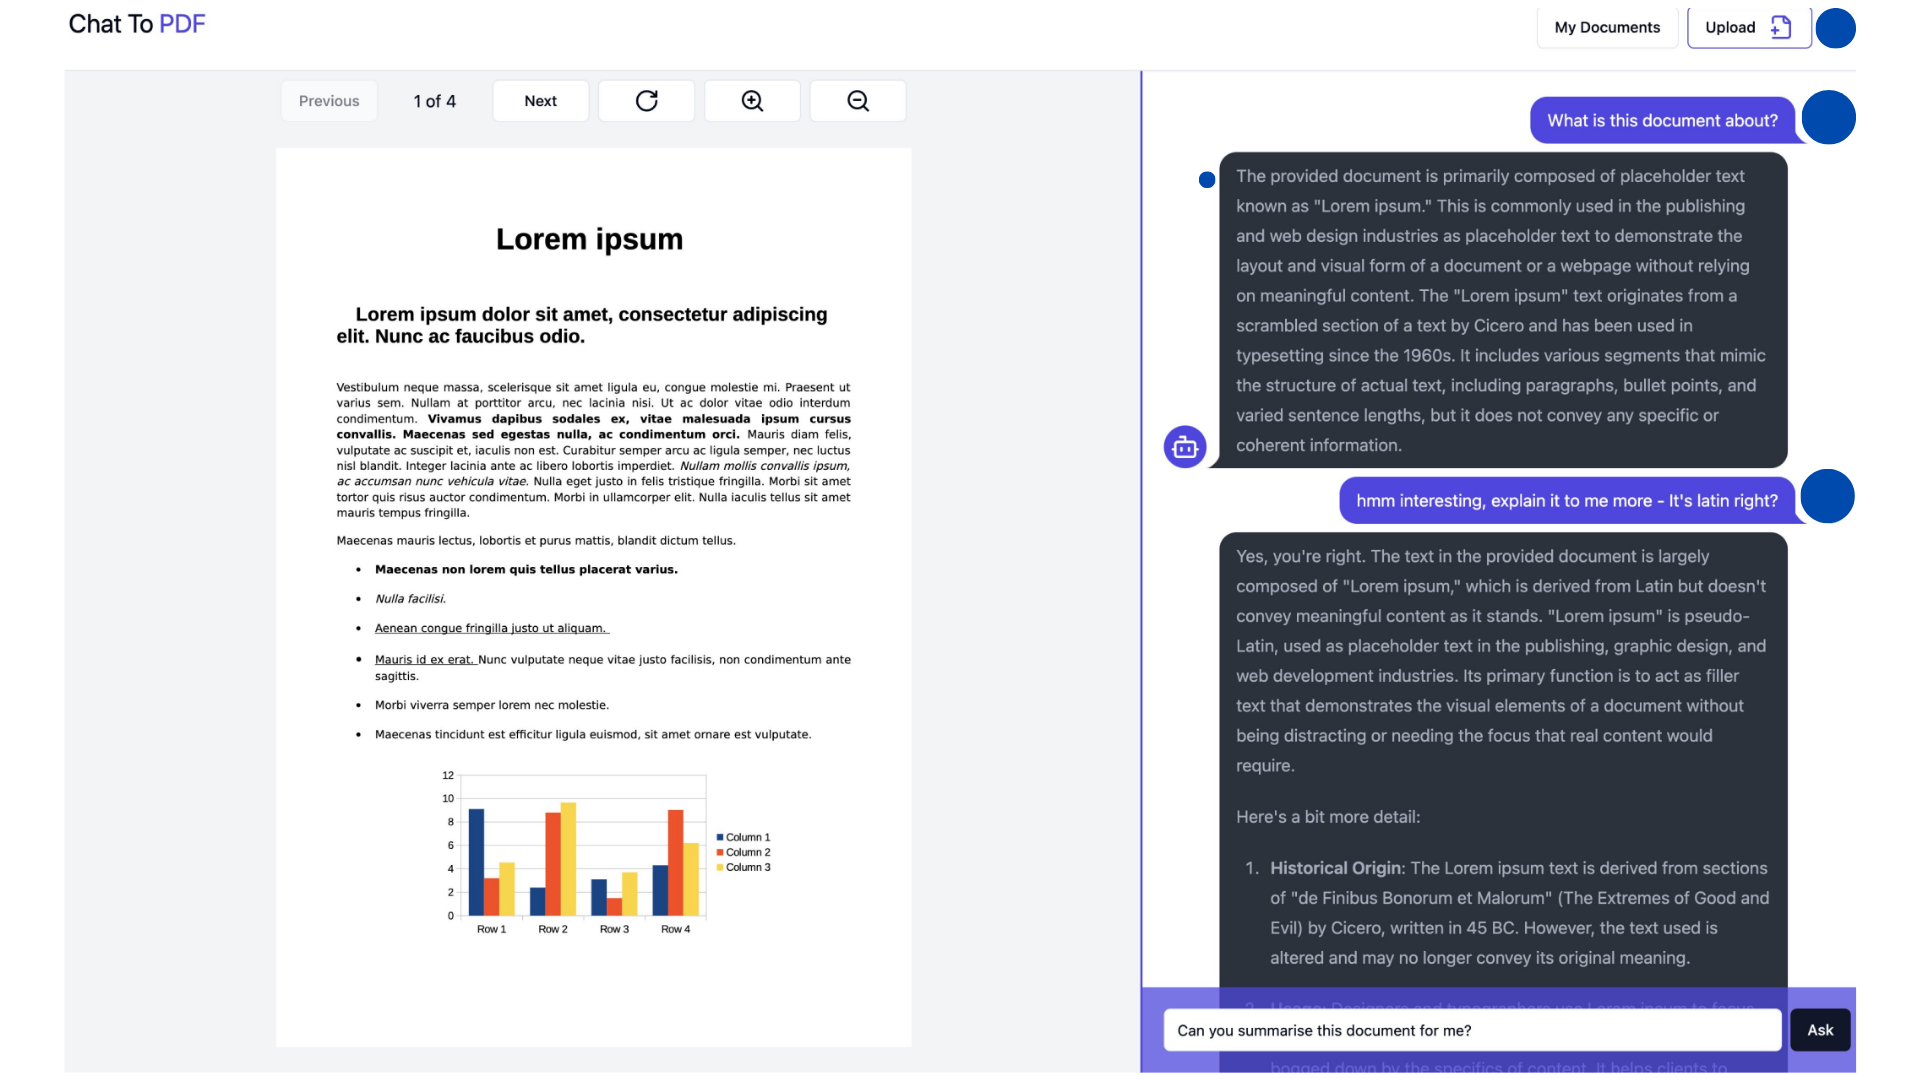 Chat To PDF
My Documents
Upload
Previous
1 of 4
Next
Lorem ipsum
Lorem ipsum dolor sit amet, consectetur adipiscing
elit. Nunc ac faucibus odio.
Vestibulum neque massa, scelerisque sit amet ligula eu, congue molestie mi. Praesent ut
varius sem. Nullam at porttitor arcu, nec lacinia nisi. Ut ac dolor vitae odio interdum
condimentum. Vivamus dapibus sodales ex, vitae malesuada ipsum cursus
convallis. Maecenas sed egestas nulla, ac condimentum orci. Mauris diam felis,
vulputate ac suscipit et, iaculis non est. Curabitur semper arcu ac ligula semper, nec luctus
nisl blandit. Integer lacinia ante ac libero lobortis imperdiet. Nullam mollis convallis ipsum,
ac accumsan nunc vehicula vitae. Nulla eget justo in felis tristique fringilla. Morbi sit amet
tortor quis risus auctor condimentum. Morbi in ullamcorper elit. Nulla iaculis tellus sit amet
mauris tempus fringilla.
Maecenas mauris lectus, lobortis et purus mattis, blandit dictum tellus.
• Maecenas non lorem quis tellus placerat varius.
• Nulla facilisi.
• Aenean congue fringilla justo ut aliquam.
• Mauris id ex erat. Nunc vulputate neque vitae justo facilisis, non condimentum ante
sagittis.
• Morbi viverra semper lorem nec molestie.
• Maecenas tincidunt est efficitur ligula euismod, sit amet ornare est vulputate.
12
10
8
6
4
2
0
Row 1 Row 2 Row 3 Row 4
Column 1
Column 2
Column 3
What is this document about?
The provided document is primarily composed of placeholder text
known as "Lorem ipsum." This is commonly used in the publishing
and web design industries as placeholder text to demonstrate the
layout and visual form of a document or a webpage without relying
on meaningful content. The "Lorem ipsum" text originates from a
scrambled section of a text by Cicero and has been used in
typesetting since the 1960s. It includes various segments that mimic
the structure of actual text, including paragraphs, bullet points, and
varied sentence lengths, but it does not convey any specific or
coherent information.
hmm interesting, explain it to me more - It's latin right?
Yes, you're right. The text in the provided document is largely
composed of "Lorem ipsum," which is derived from Latin but doesn't
convey meaningful content as it stands. "Lorem ipsum" is pseudo-
Latin, used as placeholder text in the publishing, graphic design, and
web development industries. Its primary function is to act as filler
text that demonstrates the visual elements of a document without
being distracting or needing the focus that real content would
require.
Here's a bit more detail:
1. Historical Origin: The Lorem ipsum text is derived from sections
of "de Finibus Bonorum et Malorum" (The Extremes of Good and
Evil) by Cicero, written in 45 BC. However, the text used is
altered and may no longer convey its original meaning.
2. Usage: Designers and typographers use Lorem ipsum to focus
Can you summarise this document for me?
Ask
bogged down by the specifics of content. It helps clients to